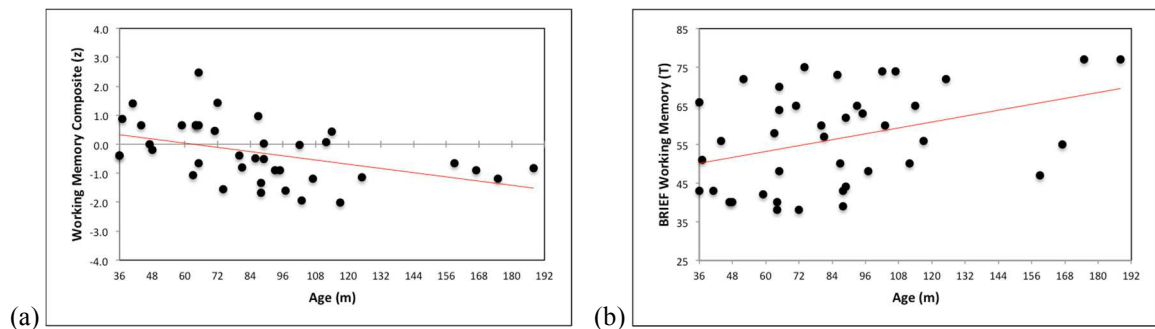 4.0
3.0
2.0
1.0
0.0
-1.0
-2.0
-3.0
-4.0
Working Memory Composite (z)
36 48 60 72 84 96 108 120 132 144 156 168 180 192
Age (m)
(a)
85
75
65
55
45
35
25
BRIEF Working Memory (T)
36 48 60 72 84 96 108 120 132 144 156 168 180 192
Age (m)
(b)